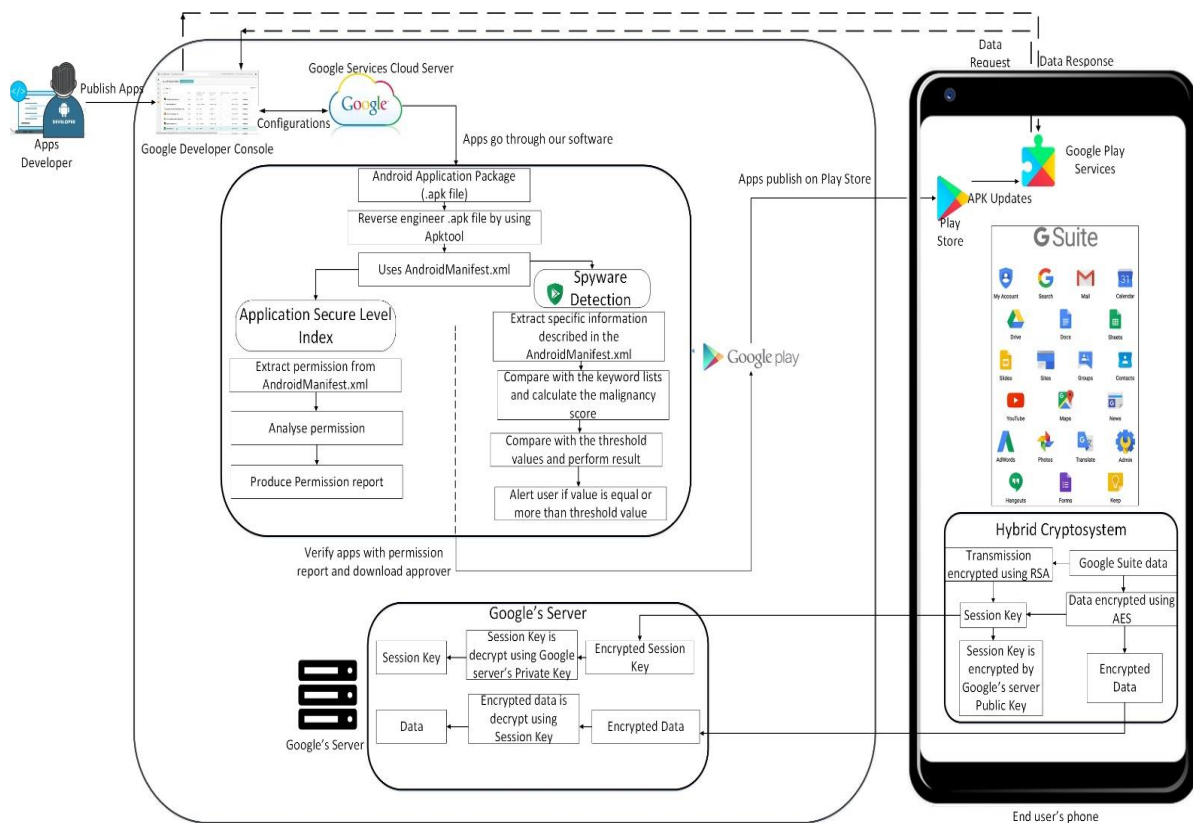 Data
Request
Data Response
Publish Apps
Google Services Cloud Server
Google
DEVELOPER
Configurations
Apps
Developer
Google Developer Console
Apps go through our software
Android Application Package
(.apk file)
Reverse engineer .apk file by using
Apktool
Uses AndroidManifest.xml
Application Secure Level
Index
Extract permission from
AndroidManifest.xml
Analyse permission
Produce Permission report
Spyware
Detection
Extract specific information
described in the
AndroidManifest.xml
Compare with the keyword lists
and calculate the malignancy
score
Compare with the threshold
values and perform result
Alert user if value is equal or
more than threshold value
Verify apps with permission
report and download approver
Google play
Apps publish on Play Store
Google Play
Services
APK Updates
Play
Store
G Suite
My Account
Search
Mail
31
Calendar
Drive
Docs
Sheets
Slides
Sites
Groups
Contacts
YouTube
Maps
News
AdWords
Photos
Translate
Admin
Hangouts
Forms
Keep
Hybrid Cryptosystem
Transmission
encrypted using RSA
Google Suite data
Session Key
Data encrypted using
AES
Session Key is
encrypted by
Google's server
Public Key
Encrypted
Data
Google's Server
Session Key
Session Key is
decrypt using Google
server's Private Key
Encrypted Session
Key
Data
Encrypted data is
decrypt using
Session Key
Encrypted Data
Google's Server
End user's phone